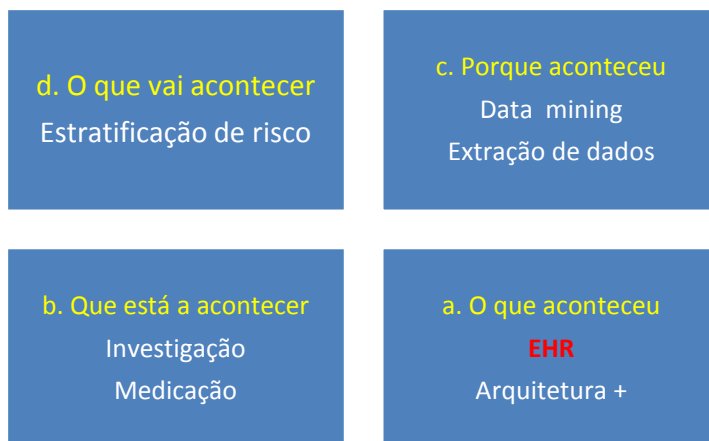 d. O que vai acontecer
Estratificação de risco
c. Porque aconteceu
Data mining
Extração de dados
b. Que está a acontecer
Investigação
Medicação
a. O que aconteceu
EHR
Arquitetura +